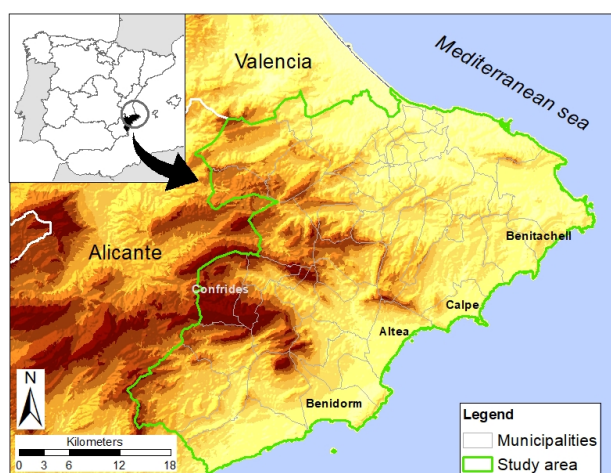 Valencia
Mediterranean sea
Benitachell
Alicante
Confrides
Calpe
Altea
Benidorm
N
Kilometers
0 3 6 12 18
Legend
Municipalities
Study area